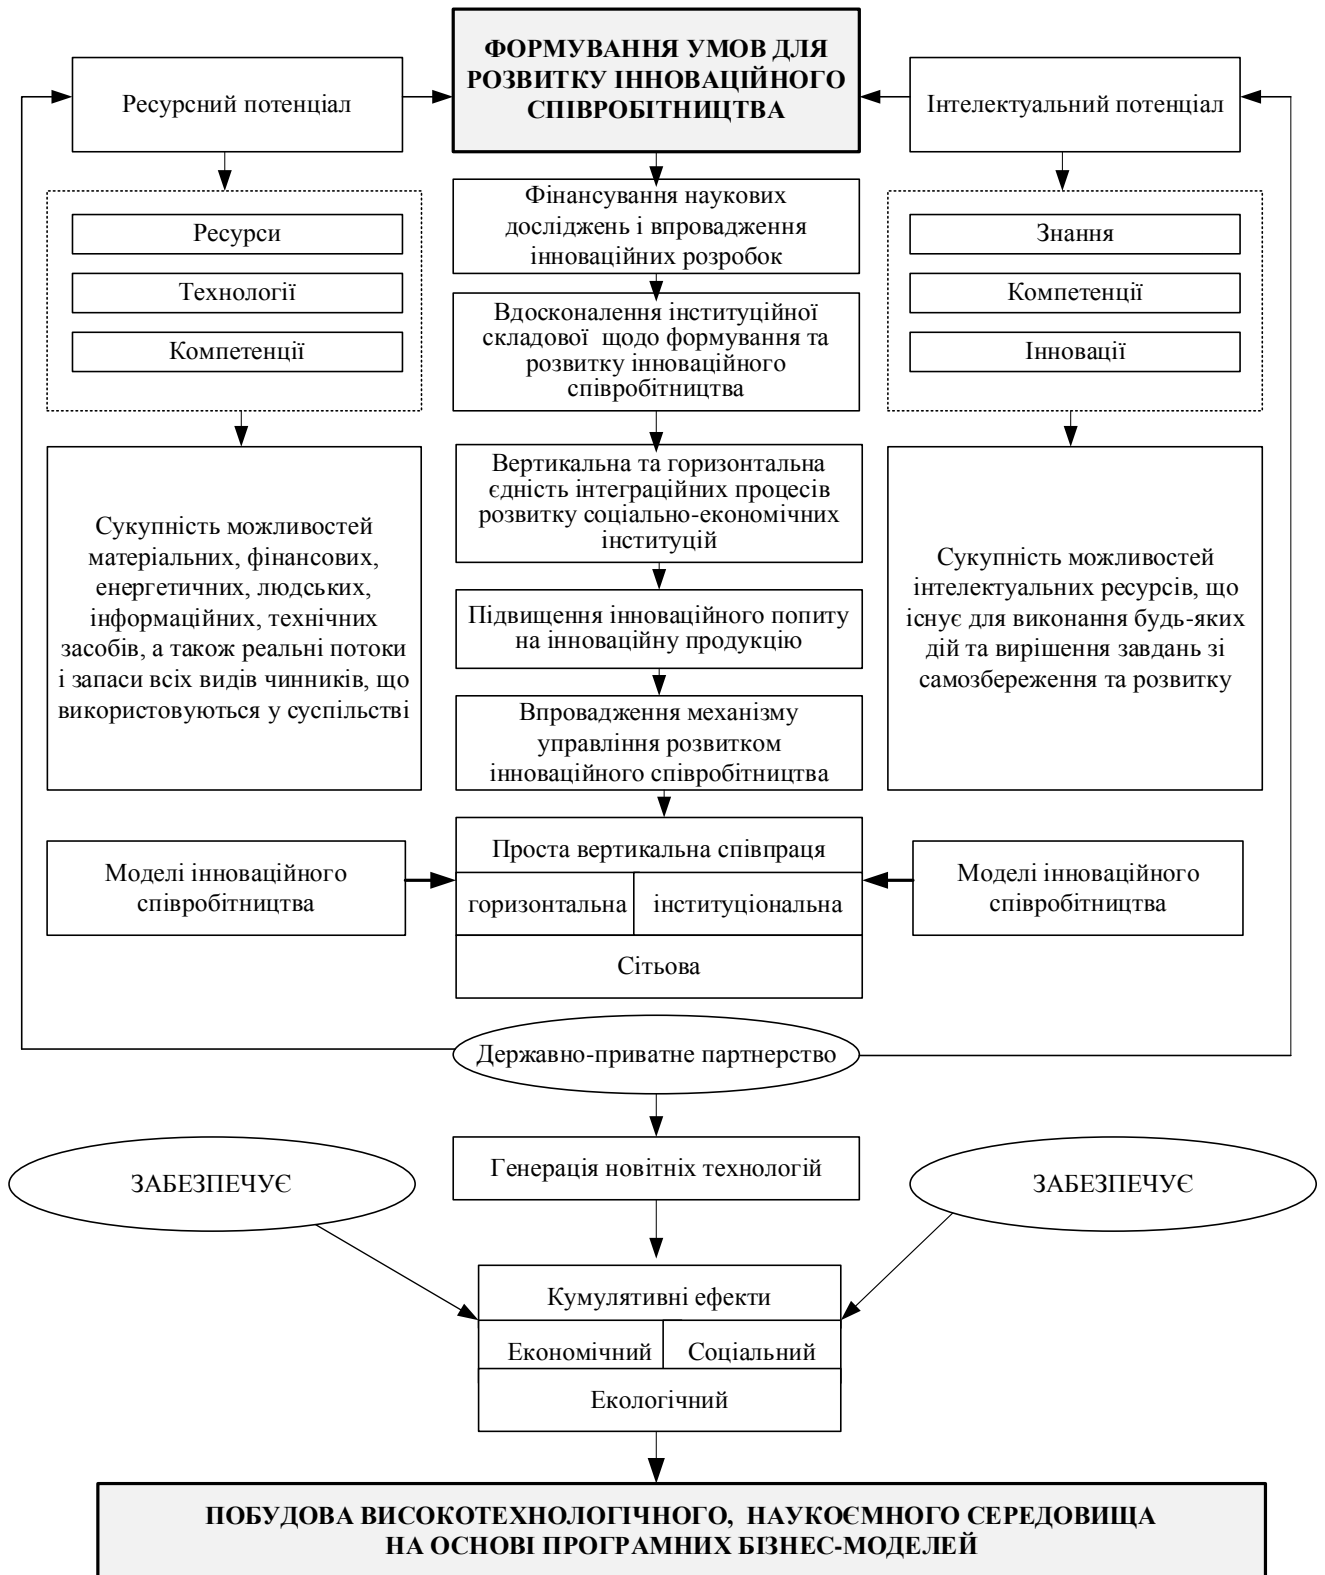 ФОРМУВАННЯ УМОВ ДЛЯ
РОЗВИТКУ ІННОВАЦІЙНОГО
СПІВРОБІТНИЦТВА
Ресурсний потенціал
Інтелектуальний потенціал
Ресурси
Технології
Компетенції
Фінансування наукових
досліджень і впровадження
інноваційних розробок
Вдосконалення інституційної
складової щодо формування та
розвитку інноваційного
співробітництва
Знання
Компетенції
Інновації
Сукупність можливостей
матеріальних, фінансових,
енергетичних, людських,
інформаційних, технічних
засобів, а також реальні потоки
і запаси всіх видів чинників, що
використовуються у суспільстві
Вертикальна та горизонтальна
єдність інтеграційних процесів
розвитку соціально-економічних
інституцій
Підвищення інноваційного попиту
на інноваційну продукцію
Впровадження механізму
управління розвитком
інноваційного співробітництва
Сукупність можливостей
інтелектуальних ресурсів, що
існує для виконання будь-яких
дій та вирішення завдань зі
самозбереження та розвитку
Моделі інноваційного
співробітництва
Проста вертикальна співпраця
горизонтальна
інституціональна
Сітьова
Моделі інноваційного
співробітництва
Державно-приватне партнерство
ЗАБЕЗПЕЧУЄ
Генерація новітніх технологій
ЗАБЕЗПЕЧУЄ
Кумулятивні ефекти
Економічний
Соціальний
Екологічний
ПОБУДОВА ВИСОКОТЕХНОЛОГІЧНОГО, НАУКОЄМНОГО СЕРЕДОВИЩА
НА ОСНОВІ ПРОГРАМНИХ БІЗНЕС-МОДЕЛЕЙ